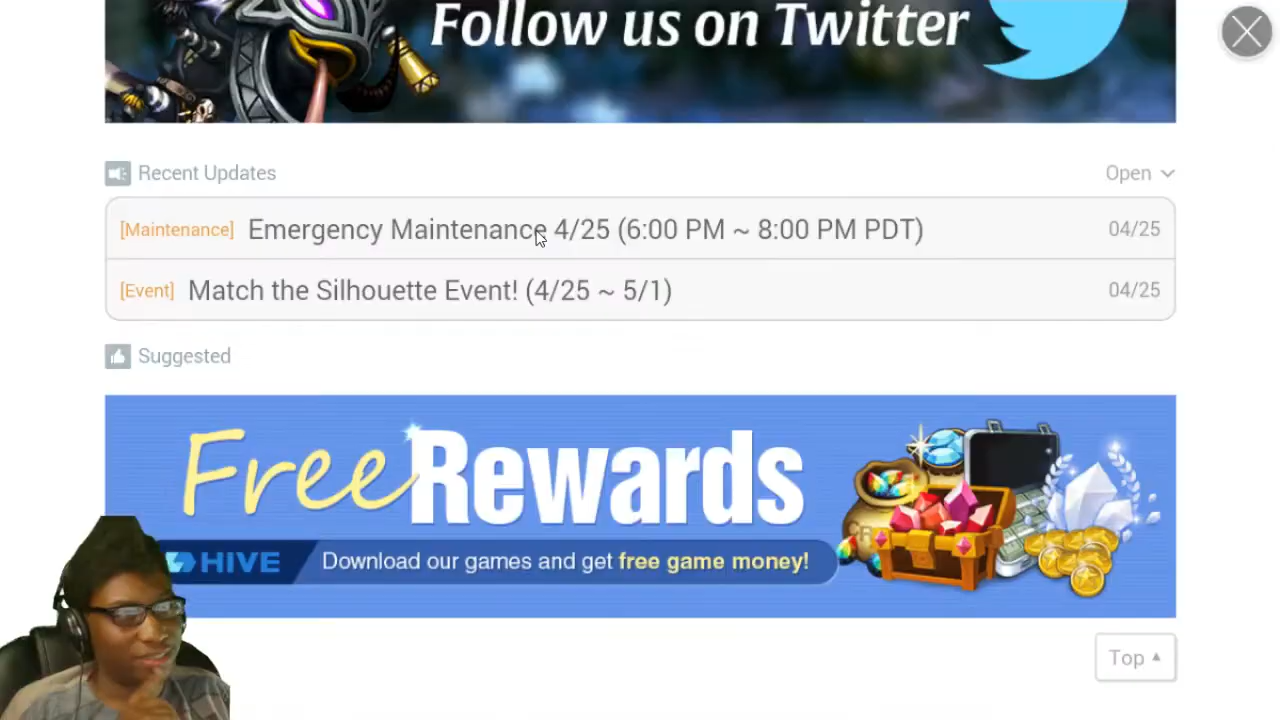 Follow us on Twitter
Recent Updates
Open
[Maintenance] Emergency Maintenance 4/25 (6:00 PM ~ 8:00 PM PDT) 04/25
[Event] Match the Silhouette Event! (4/25 ~ 5/1) 04/25
Suggested
Free Rewards
HIVE Download our games and get free game money!
Top